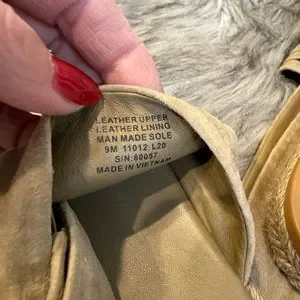 LEATHER UPPER
LEATHER LINING
MAN MADE SOLE
9M 11012 L20
S/N:80057
MADE IN VIETNAM